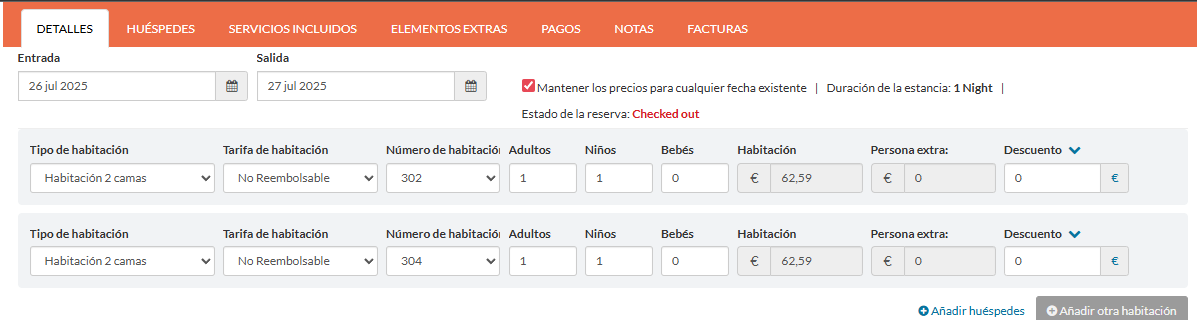 DETALLES HUÉSPEDES SERVICIOS INCLUIDOS ELEMENTOS EXTRAS PAGOS NOTAS FACTURAS
Entrada Salida
26 jul 2025 27 jul 2025
Mantener los precios para cualquier fecha existente | Duración de la estancia: 1 Night |
Estado de la reserva: Checked out
Tipo de habitación Tarifa de habitación Número de habitación Adultos Niños Bebés Habitación Persona extra: Descuento
Habitación 2 camas No Reembolsable 302 1 1 0 € 62,59 € 0 0 €
Tipo de habitación Tarifa de habitación Número de habitación Adultos Niños Bebés Habitación Persona extra: Descuento
Habitación 2 camas No Reembolsable 304 1 1 0 € 62,59 € 0 0 €
Añadir huéspedes Añadir otra habitación